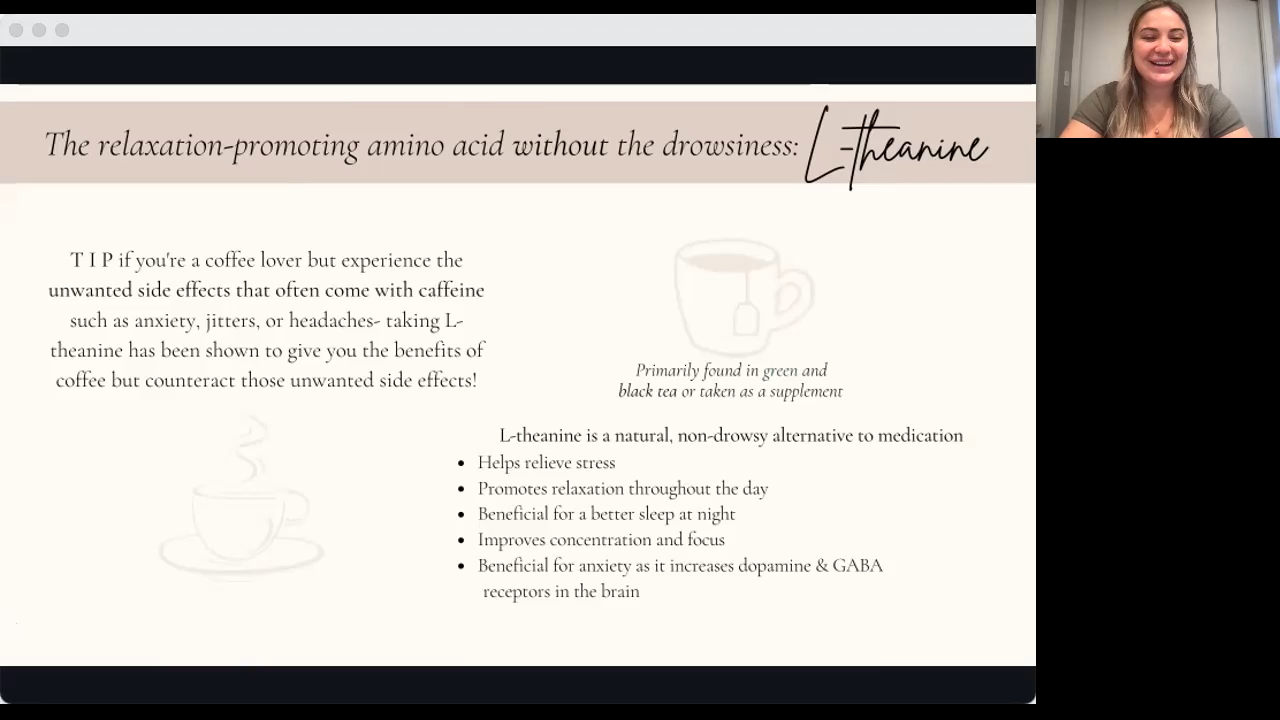 The relaxation-promoting amino acid without the drowsiness: L-theanine
T I P if you're a coffee lover but experience the
unwanted side effects that often come with caffeine
such as anxiety, jitters, or headaches- taking L-
theanine has been shown to give you the benefits of
coffee but counteract those unwanted side effects!
Primarily found in green and
black tea or taken as a supplement
L-theanine is a natural, non-drowsy alternative to medication
• Helps relieve stress
• Promotes relaxation throughout the day
• Beneficial for a better sleep at night
• Improves concentration and focus
• Beneficial for anxiety as it increases dopamine & GABA
receptors in the brain